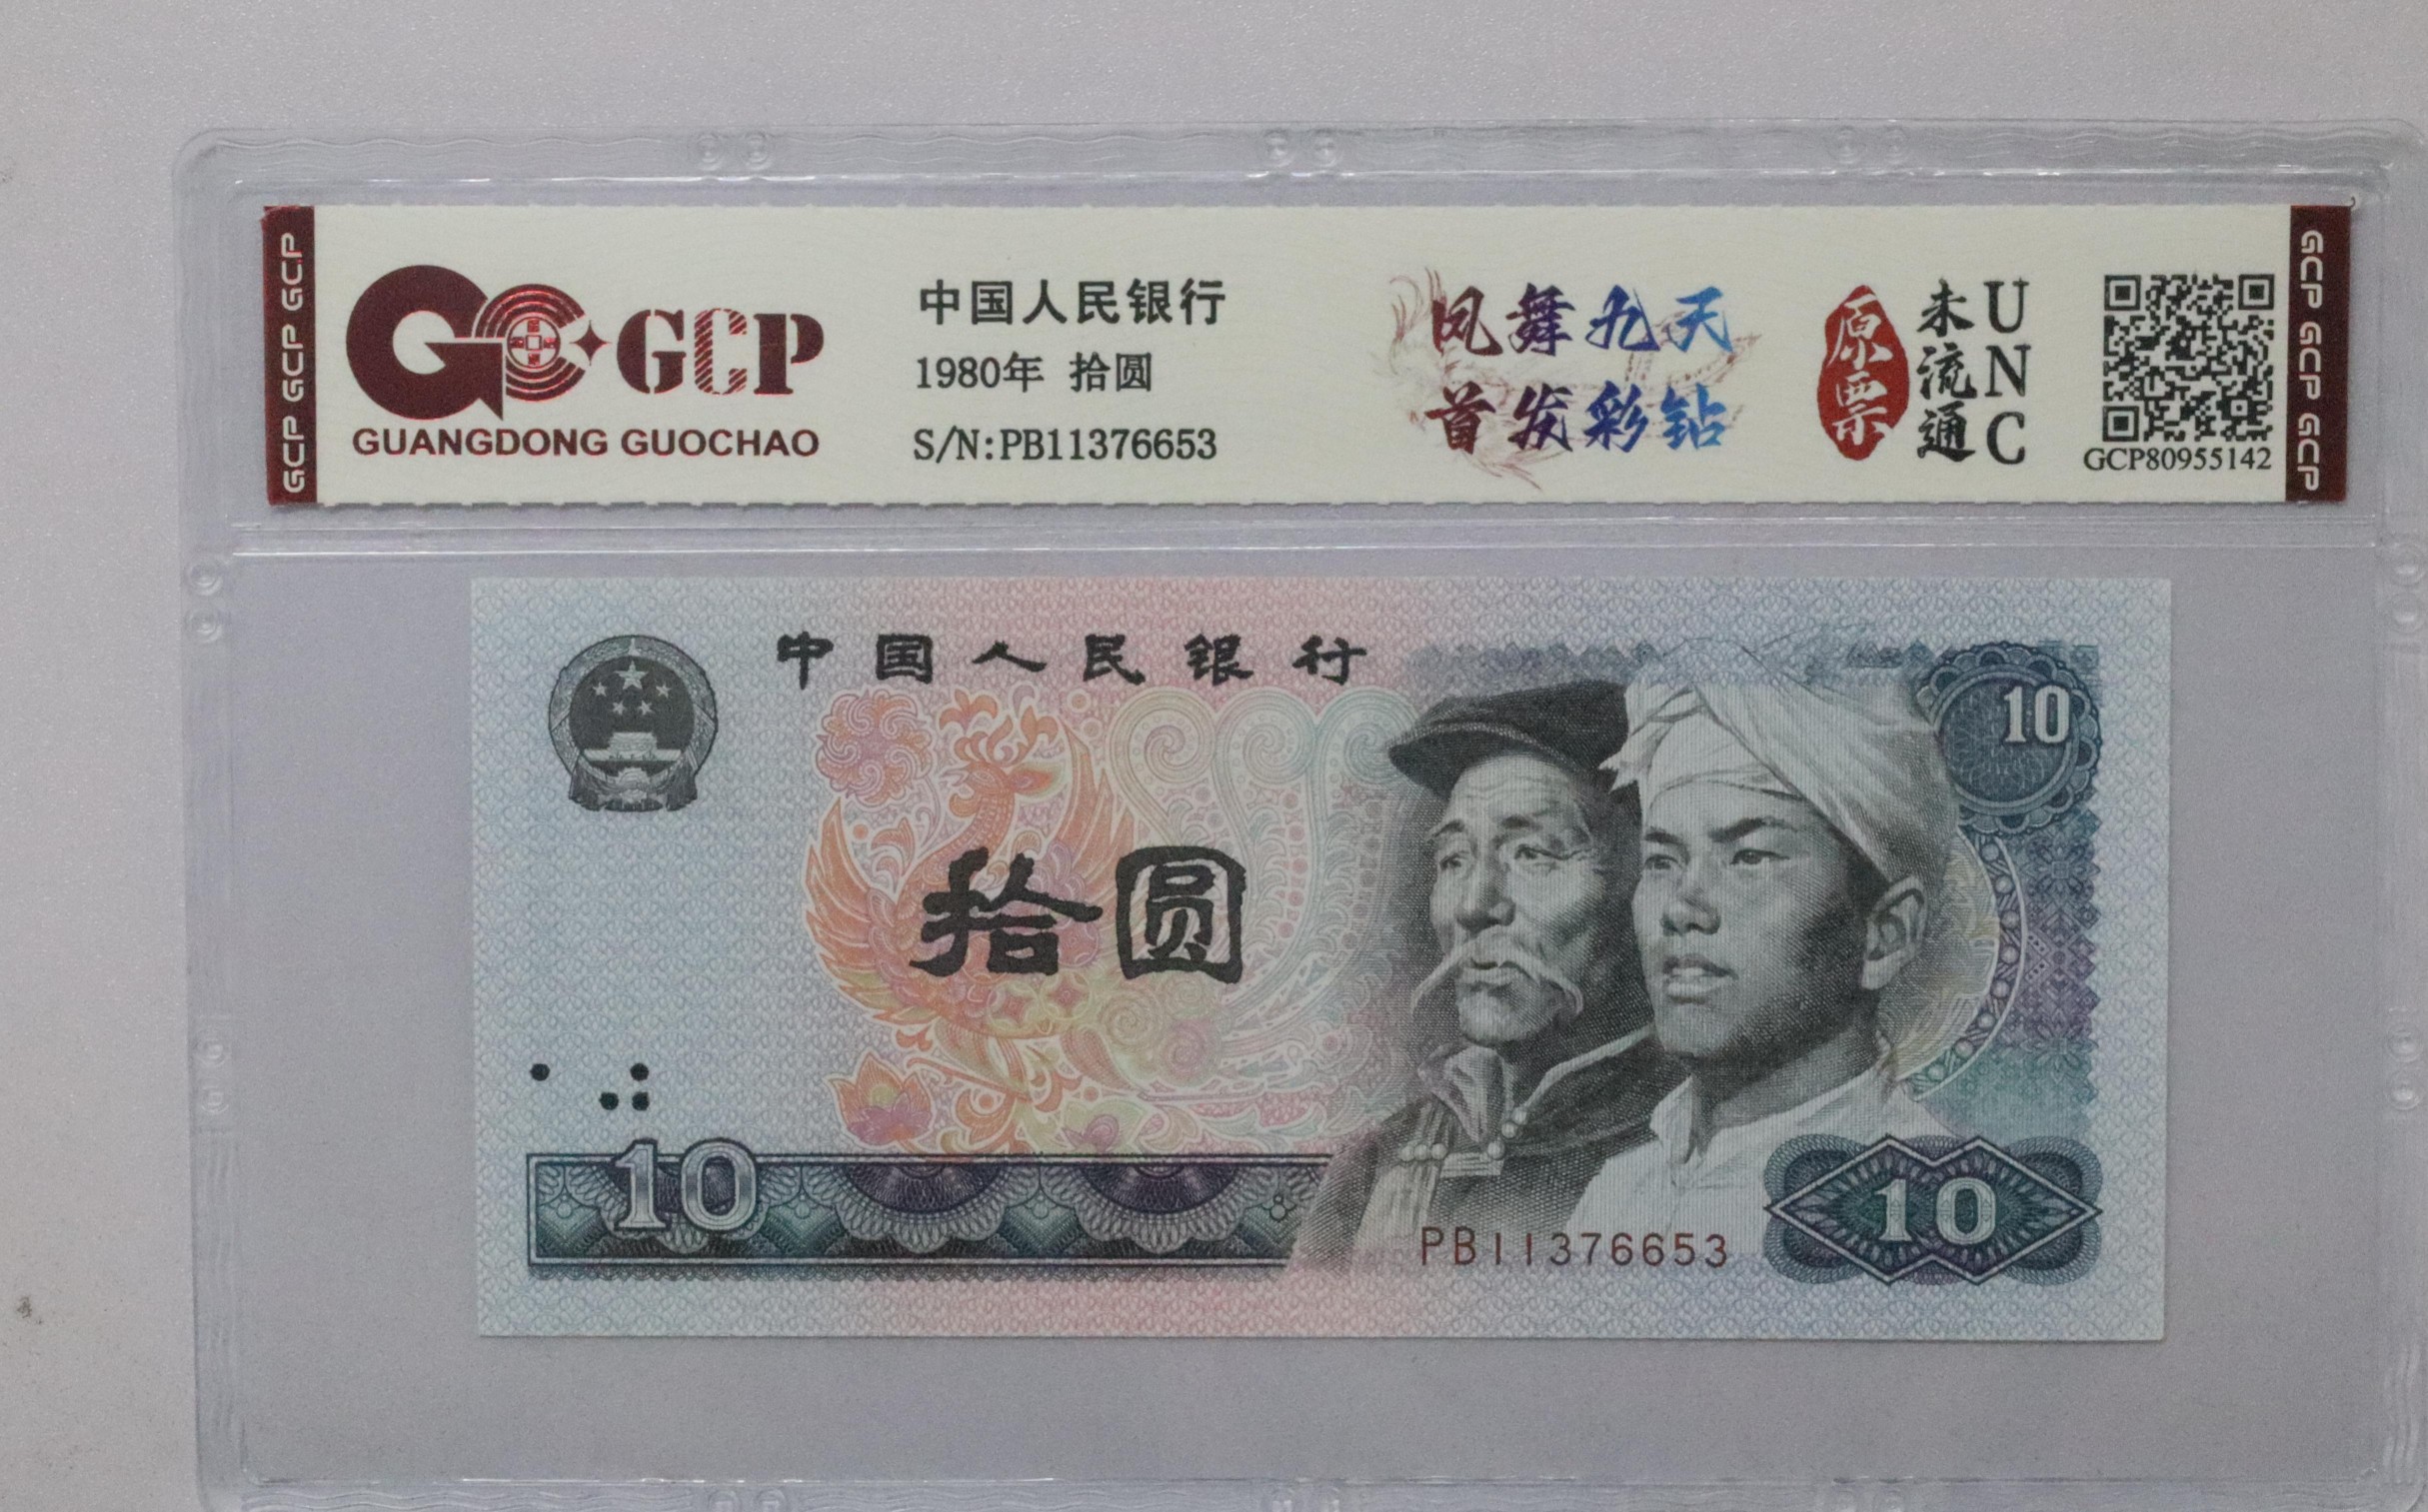 GCP GCP GCP
GCP
GUANGDONG GUOCHAO
中国人民银行
1980年 拾圆
S/N:PB11376653
凤舞九天
首发彩钻
原票
未流通
UNC
GCP80955142
GCP GCP GCP
中国人民银行
10
拾圆
10
PB11376653
10